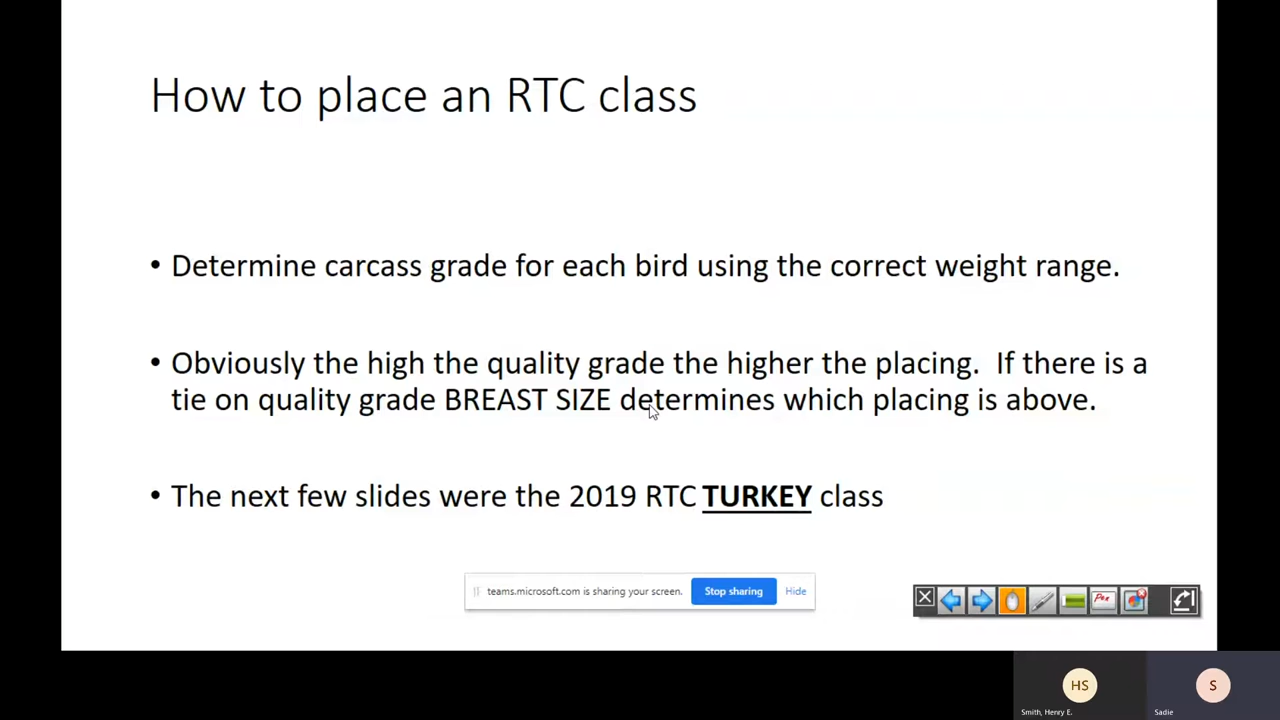 How to place an RTC class
• Determine carcass grade for each bird using the correct weight range.
• Obviously the high the quality grade the higher the placing. If there is a
tie on quality grade BREAST SIZE determines which placing is above.
• The next few slides were the 2019 RTC TURKEY class
teams.microsoft.com is sharing your screen. Stop sharing Hide
HS
S
Smith, Henry E.
Sadie